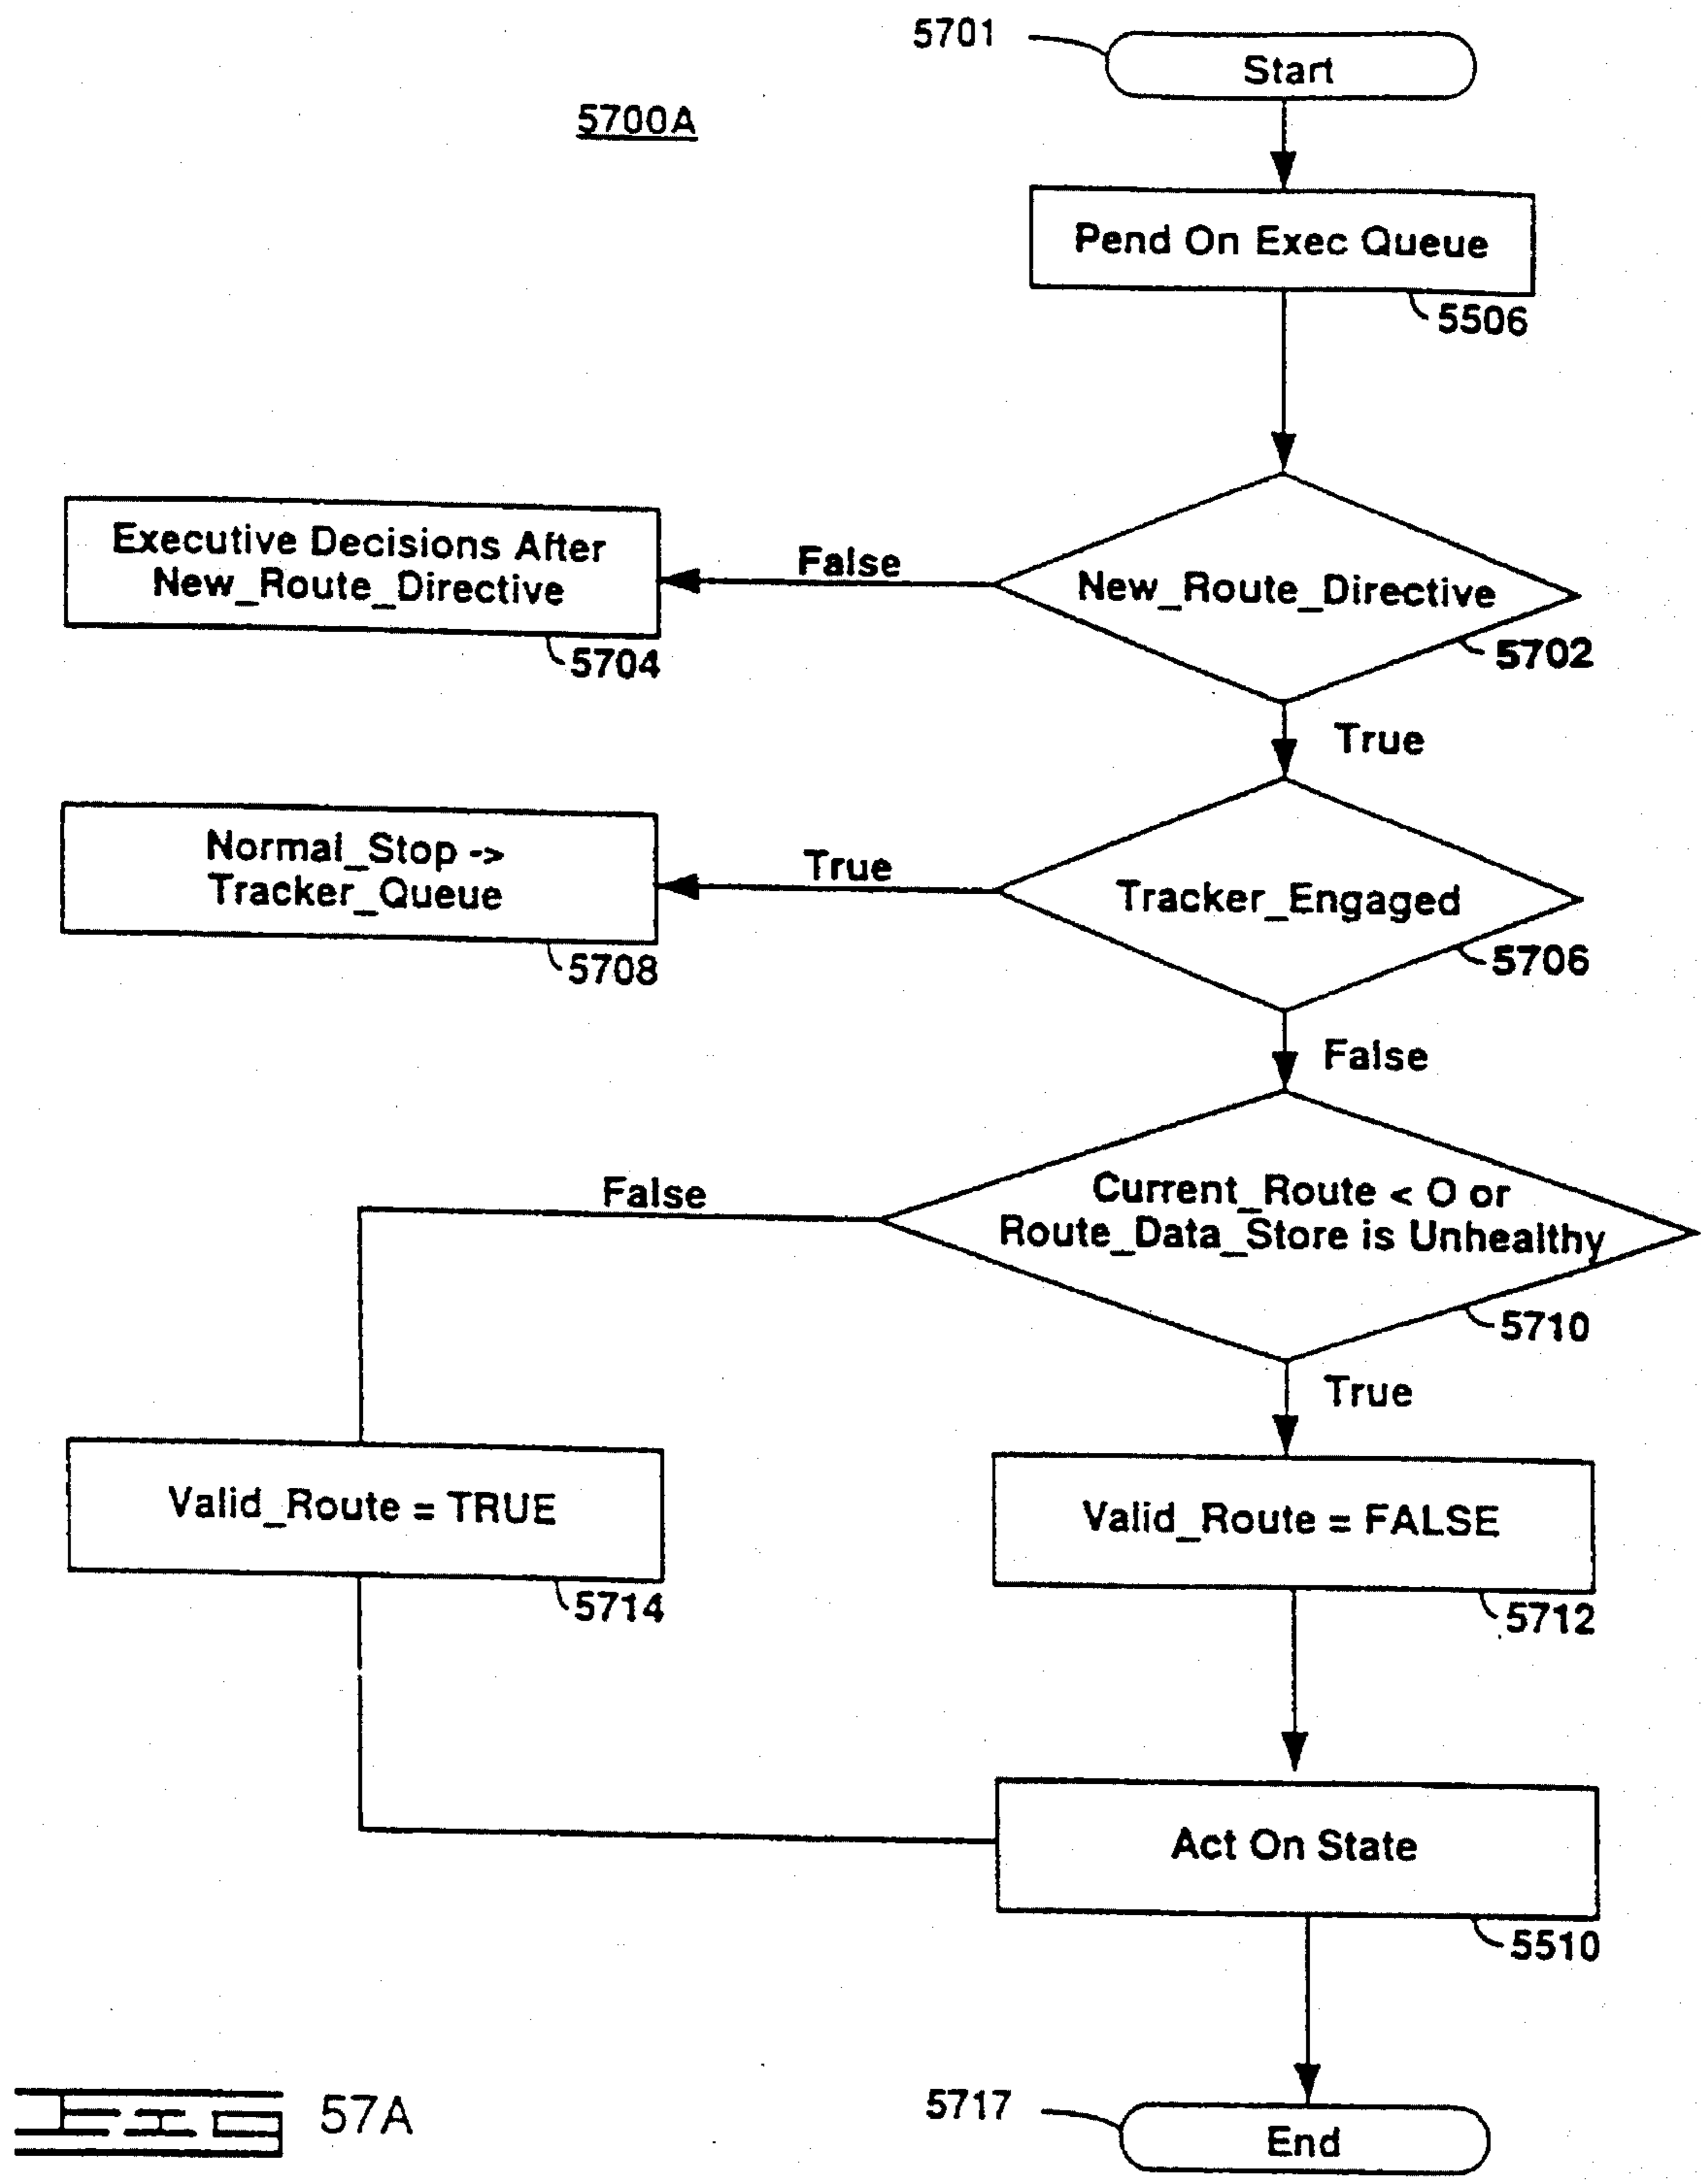 5701
Start
5700A
Pend On Exec Queue
5506
Executive Decisions After
New_Route_Directive
5704
False
New_Route_Directive
5702
True
Normal_Stop ->
Tracker_Queue
5708
True
Tracker_Engaged
5706
False
False
Current_Route < O or
Route_Data_Store is Unhealthy
5710
True
Valid_Route = TRUE
5714
Valid_Route = FALSE
5712
Act On State
5510
57A
5717
End